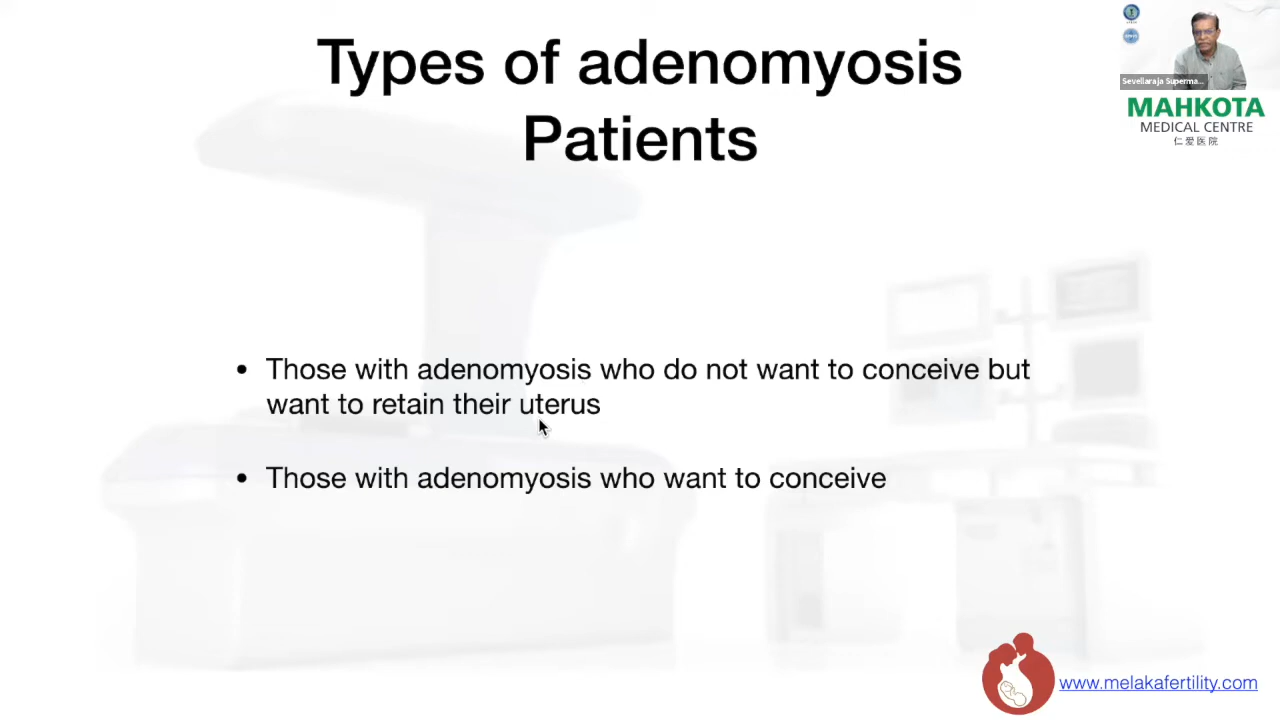 Types of adenomyosis
Patients
Sevellaraja Superma...
MAHKOTA
MEDICAL CENTRE
仁爱医院
• Those with adenomyosis who do not want to conceive but
want to retain their uterus
• Those with adenomyosis who want to conceive
www.melakafertility.com